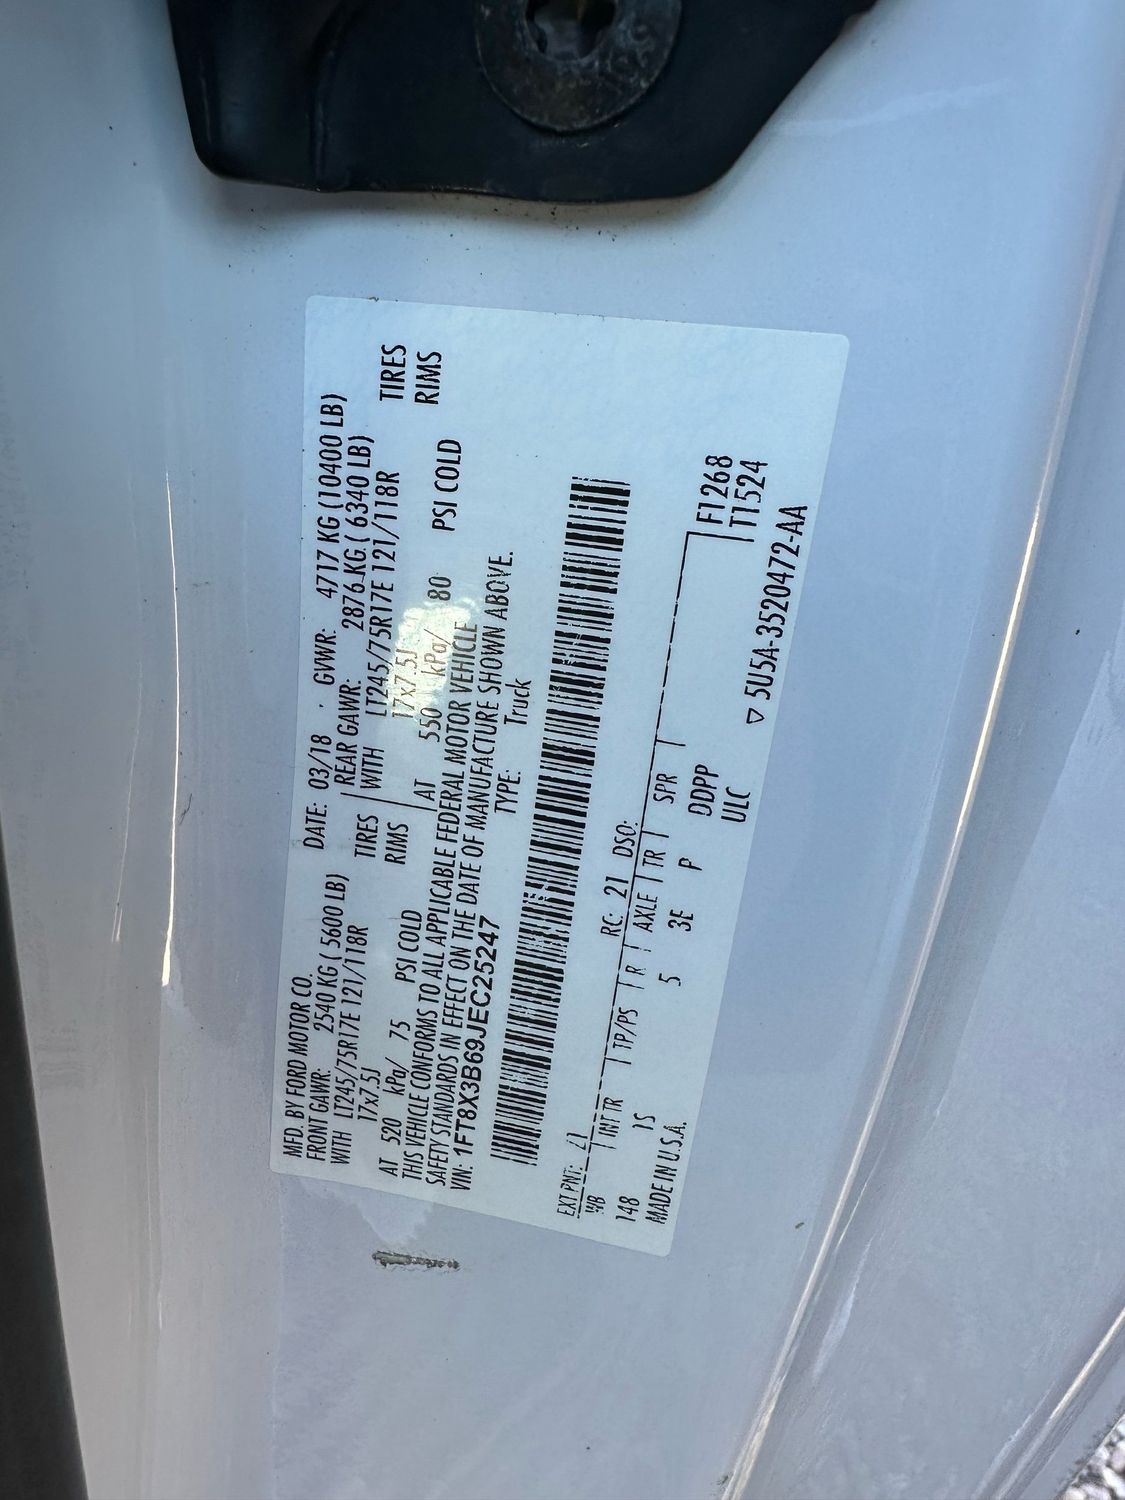 MFD. BY FORD MOTOR CO.
DATE: 03/18 GVWR: 4717 KG (10400 LB)
FRONT GAWR: 2540 KG ( 5600 LB)
REAR GAWR: 2876 KG ( 6340 LB)
WITH LT245/75R17E 121/118R TIRES
WITH LT245/75R17E 121/118R TIRES
17x7.5J RIMS
17x7.5J RIMS
AT 520 kPa/ 75 PSI COLD
AT 550 kPa/ 80 PSI COLD
THIS VEHICLE CONFORMS TO ALL APPLICABLE FEDERAL MOTOR VEHICLE
SAFETY STANDARDS IN EFFECT ON THE DATE OF MANUFACTURE SHOWN ABOVE.
VIN: 1FT8X3B69JEC25247 TYPE: Truck
EXT PNT: Z1 RC: 21 DSO:
WB INT TR TP/PS R AXLE TR SPR
148 1S 5 3E P DDPP F1268
ULC T1524
MADE IN U.S.A. ▽ 5U5A-3520472-AA